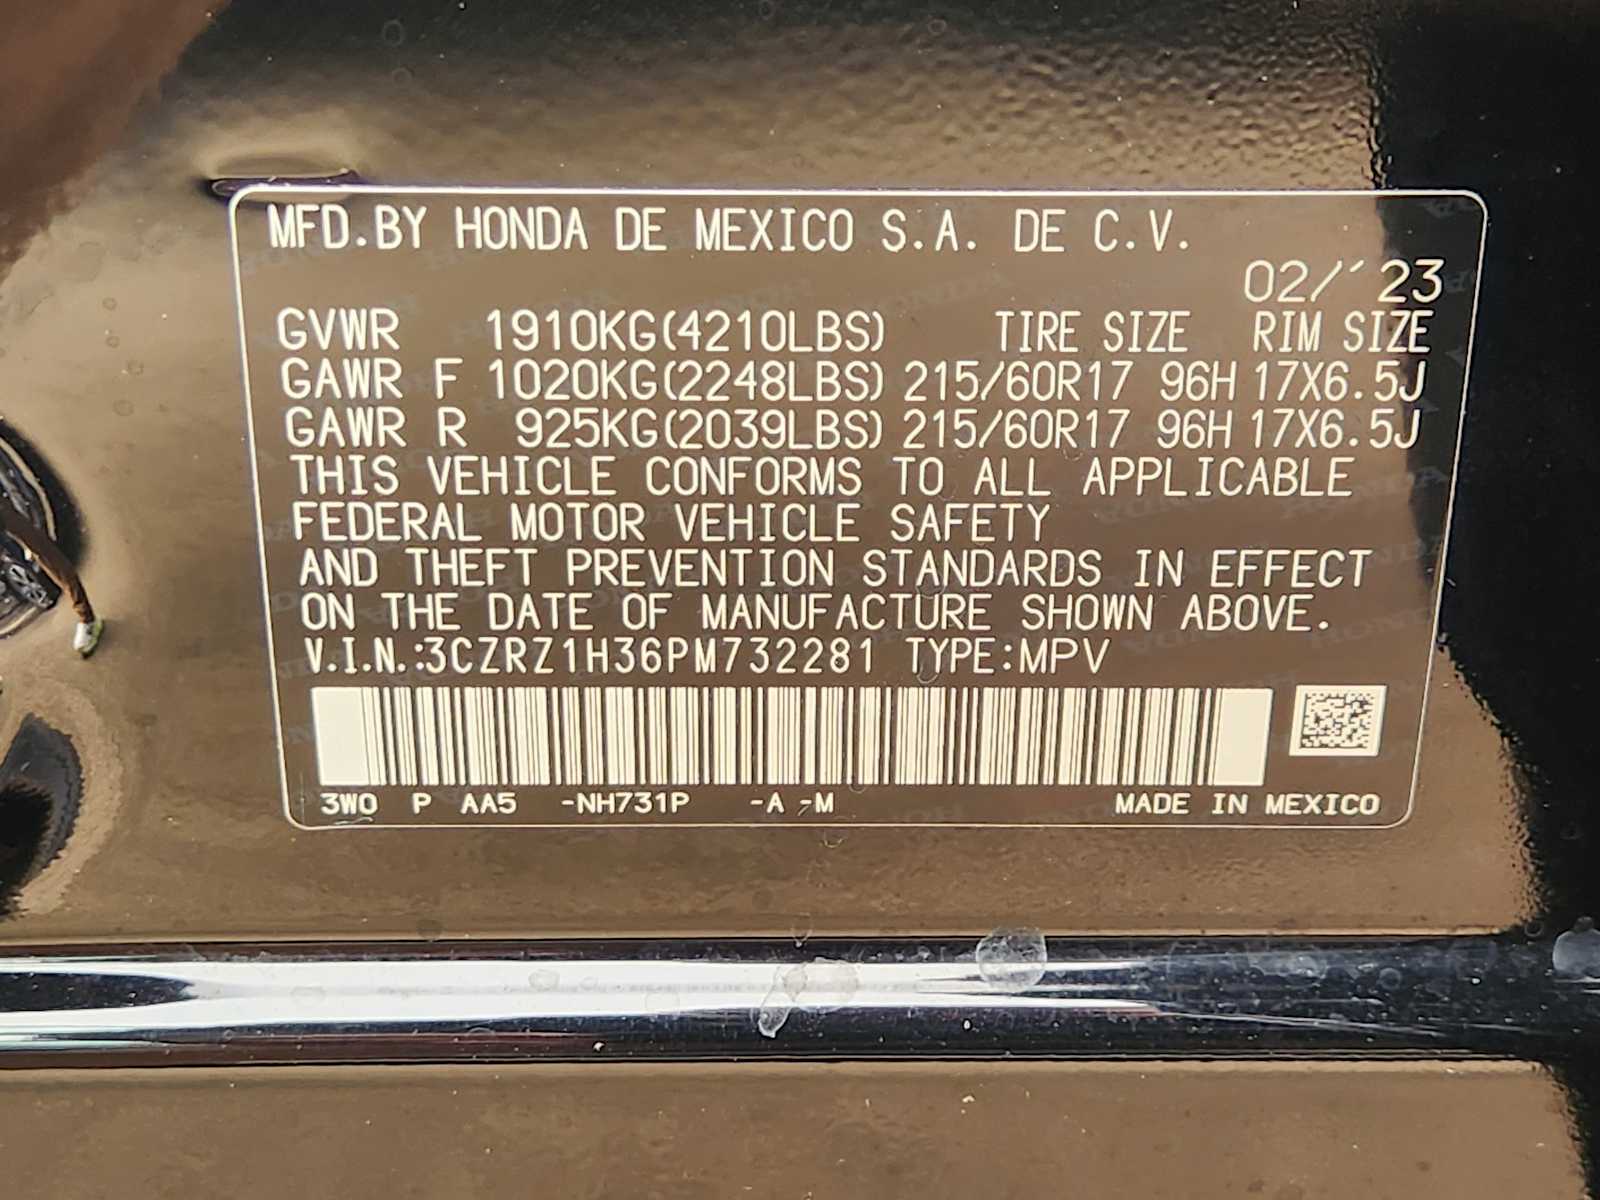 MFD.BY HONDA DE MEXICO S.A. DE C.V.
02/´23
GVWR 1910KG(4210LBS) TIRE SIZE RIM SIZE
GAWR F 1020KG(2248LBS) 215/60R17 96H 17X6.5J
GAWR R 925KG(2039LBS) 215/60R17 96H 17X6.5J
THIS VEHICLE CONFORMS TO ALL APPLICABLE
FEDERAL MOTOR VEHICLE SAFETY
AND THEFT PREVENTION STANDARDS IN EFFECT
ON THE DATE OF MANUFACTURE SHOWN ABOVE.
V.I.N.:3CZRZ1H36PM732281 TYPE:MPV
3W0 P AA5 -NH731P -A -M MADE IN MEXICO